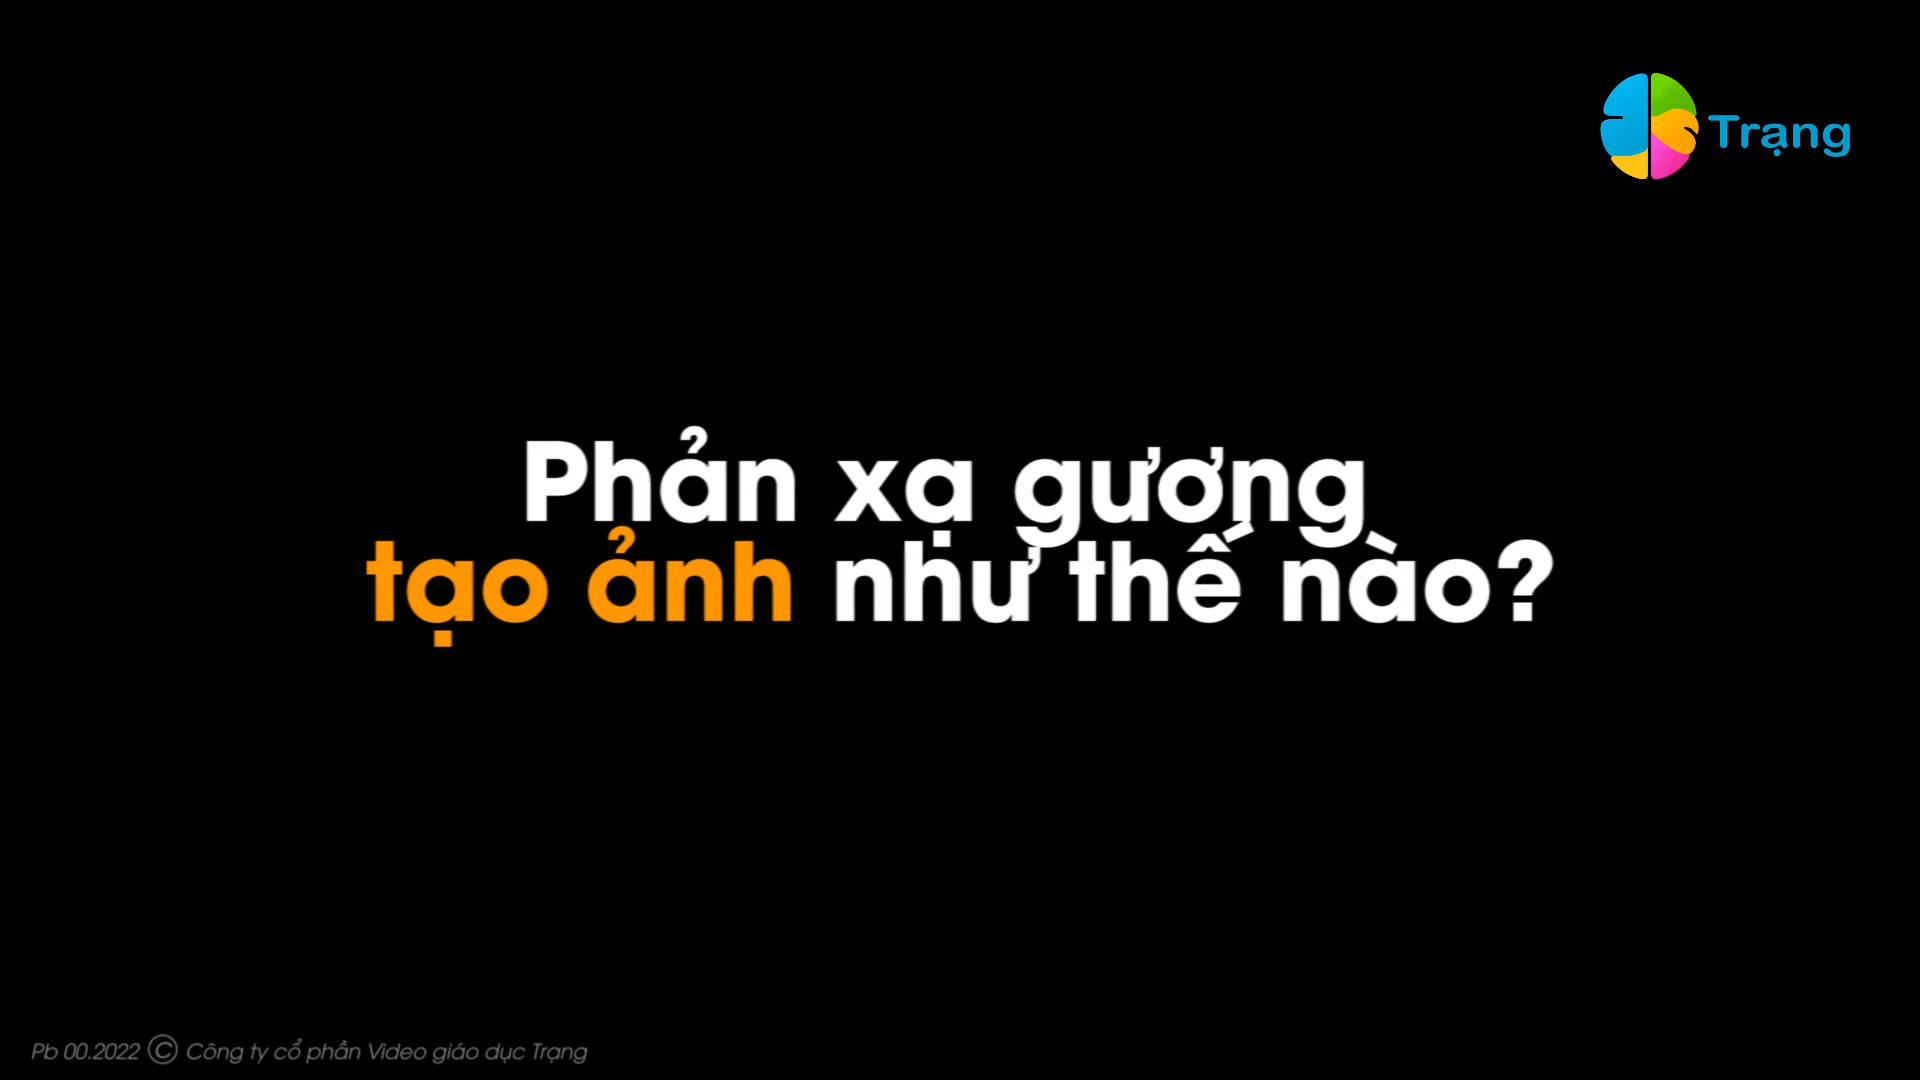 Trạng
Phản xạ gương
tạo ảnh như thế nào?
Pb 00.2022 © Công ty cổ phần Video giáo dục Trạng